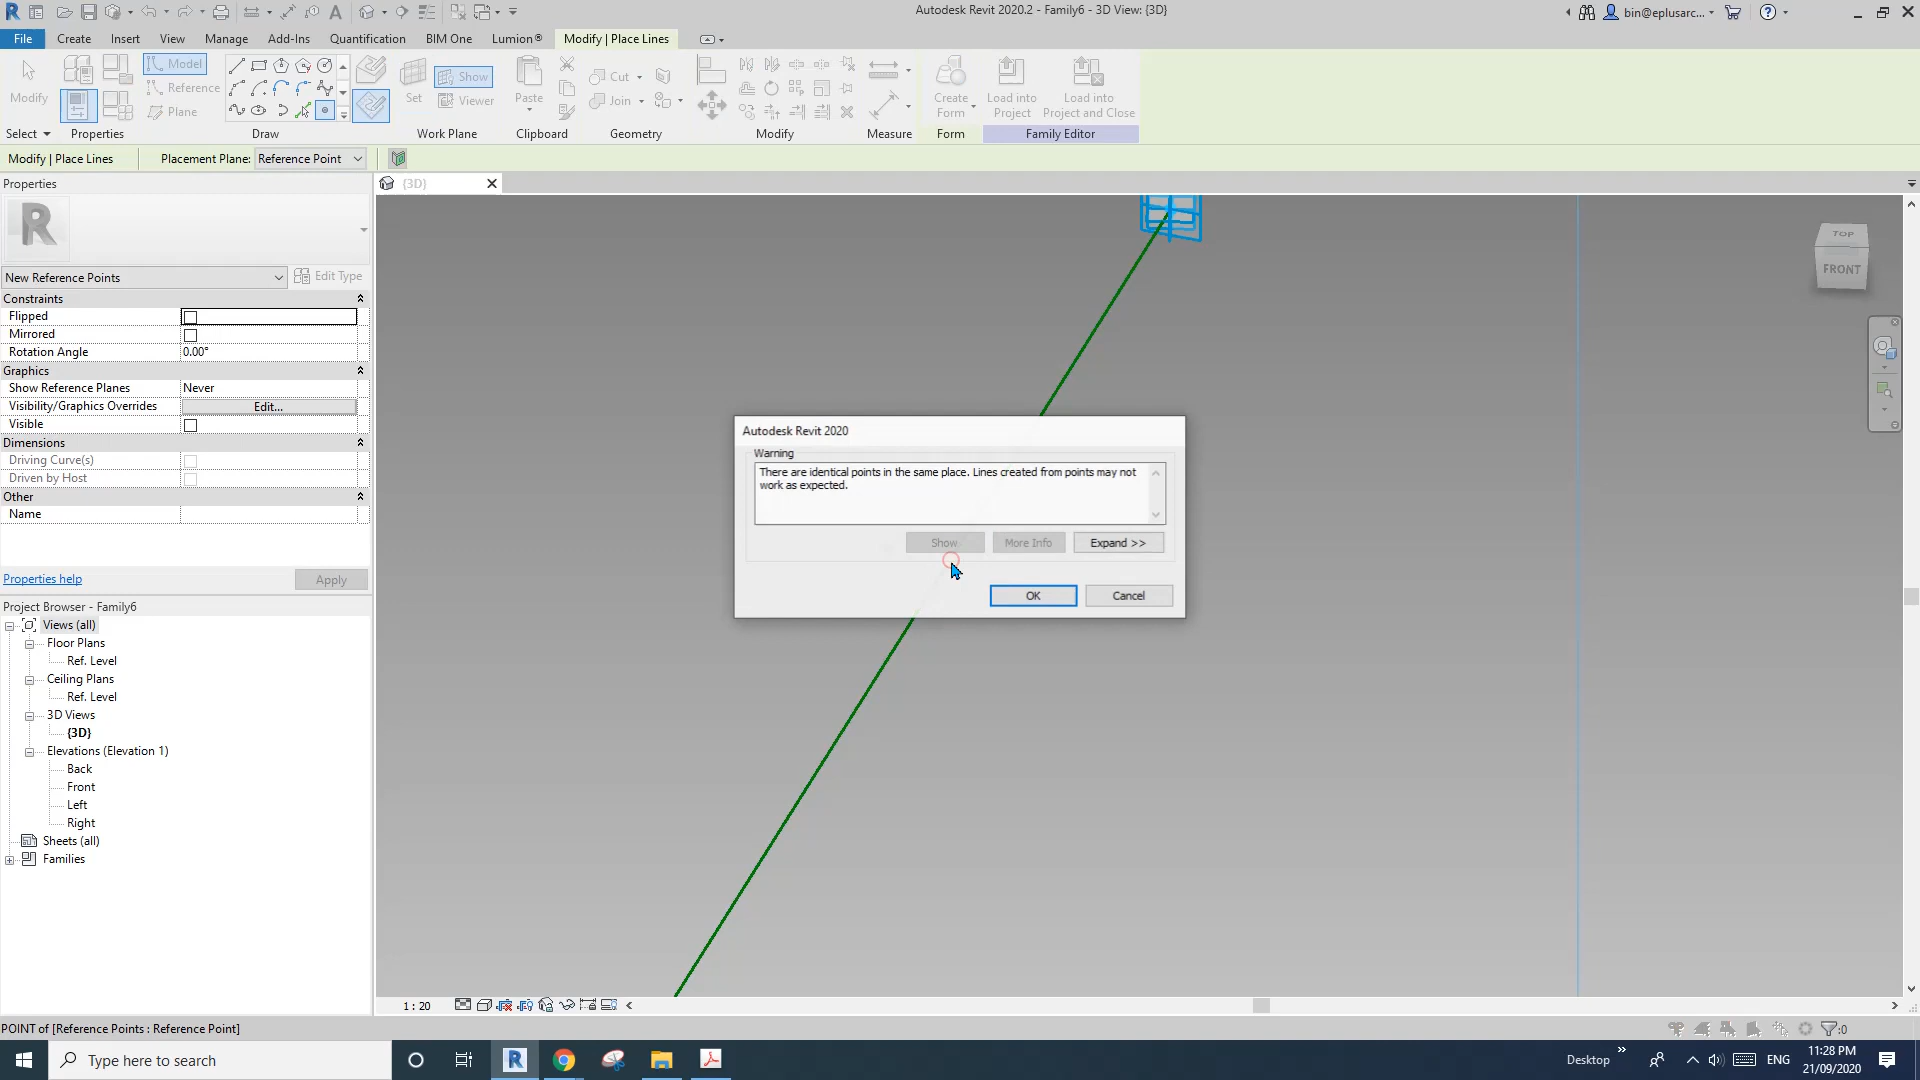 Autodesk Revit 2020.2 - Family6 - 3D View: {3D}
bin@eplusarc...
File Create Insert View Manage Add-Ins Quantification BIM One Lumion® Modify | Place Lines
Model
Reference
Plane
Show
Viewer
Cut
Join
Modify
Set
Paste
Create Form
Load into Project
Load into Project and Close
Select Properties Draw Work Plane Clipboard Geometry Modify Measure Form Family Editor
Modify | Place Lines Placement Plane: Reference Point
Properties
{3D}
New Reference Points Edit Type
Constraints
Flipped
Mirrored
Rotation Angle 0.00°
Graphics
Show Reference Planes Never
Visibility/Graphics Overrides Edit...
Visible
Dimensions
Driving Curve(s)
Driven by Host
Other
Name
Properties help Apply
Project Browser - Family6
Views (all)
Floor Plans
Ref. Level
Ceiling Plans
Ref. Level
3D Views
{3D}
Elevations (Elevation 1)
Back
Front
Left
Right
Sheets (all)
Families
TOP
FRONT
Autodesk Revit 2020
Warning
There are identical points in the same place. Lines created from points may not
work as expected.
Show More Info Expand >>
OK Cancel
1 : 20
POINT of [Reference Points : Reference Point]
:0
Type here to search
Desktop
ENG
11:28 PM
21/09/2020